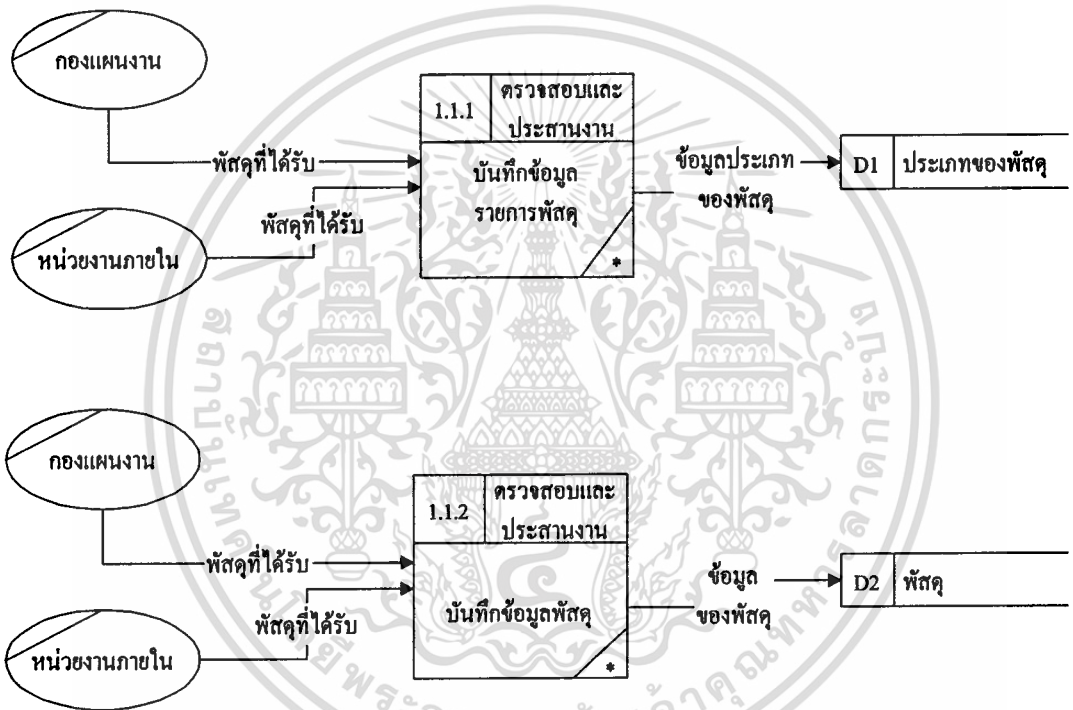 กองแผนงาน
1.1.1
ตรวจสอบและ
ประสานงาน
พัสดุที่ได้รับ
บันทึกข้อมูล
รายการพัสดุ
*
ข้อมูลประเภท
ของพัสดุ
D1 ประเภทของพัสดุ
พัสดุที่ได้รับ
หน่วยงานภายใน
กองแผนงาน
1.1.2
ตรวจสอบและ
ประสานงาน
พัสดุที่ได้รับ
บันทึกข้อมูลพัสดุ
*
ข้อมูล
ของพัสดุ
D2 พัสดุ
พัสดุที่ได้รับ
หน่วยงานภายใน